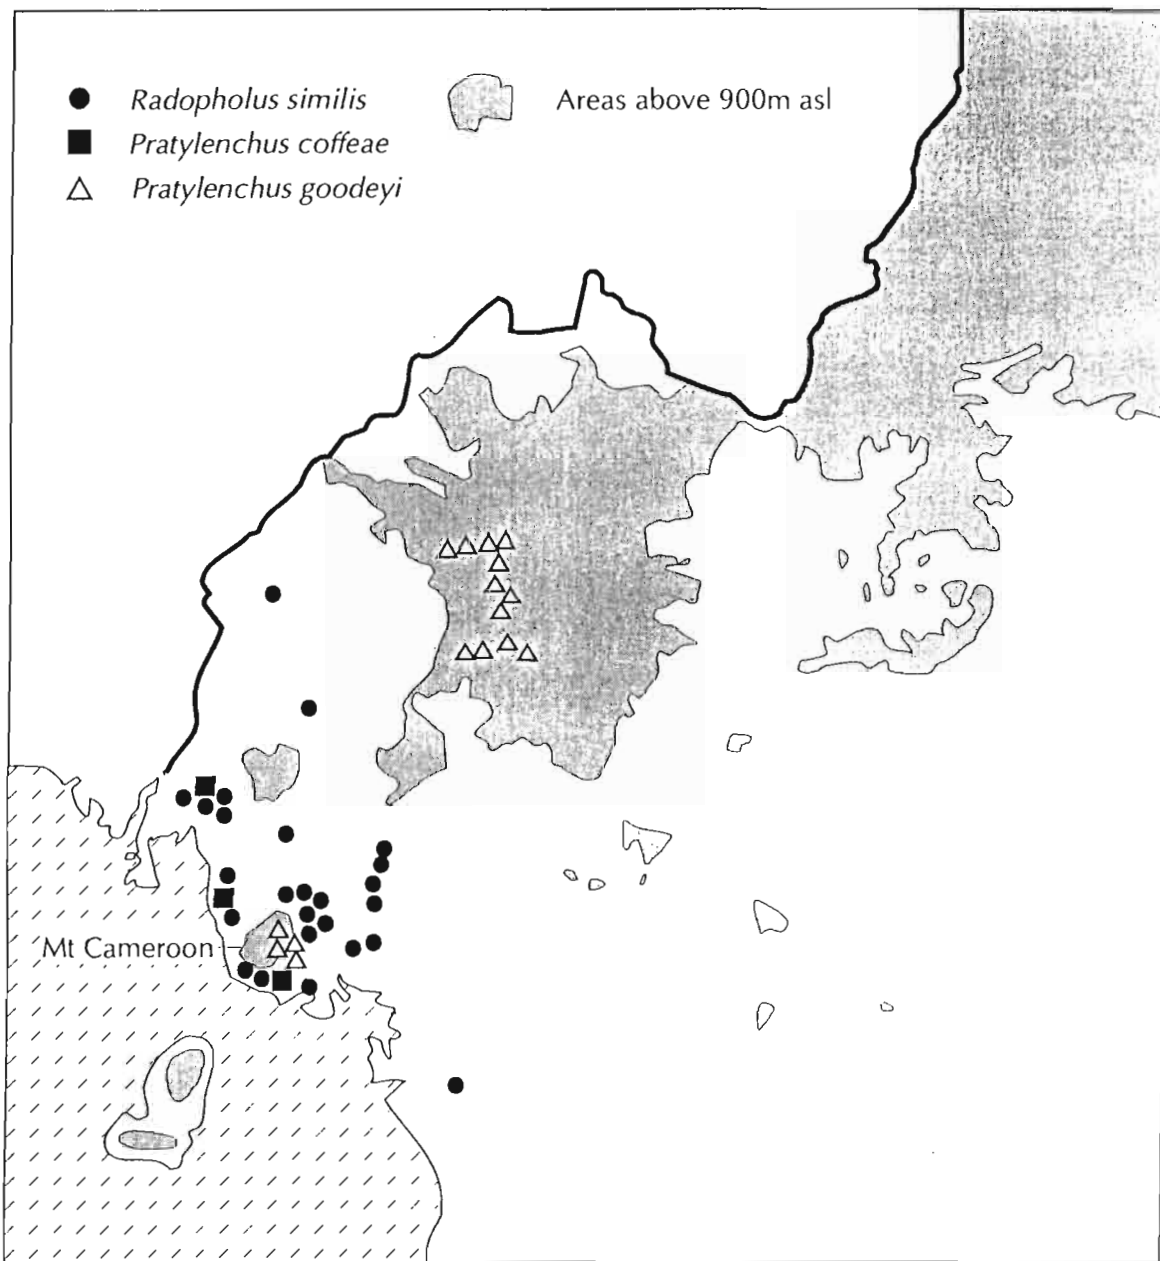 Radopholus similis
Areas above 900m asl
Pratylenchus coffeae
Pratylenchus goodeyi
Mt Cameroon